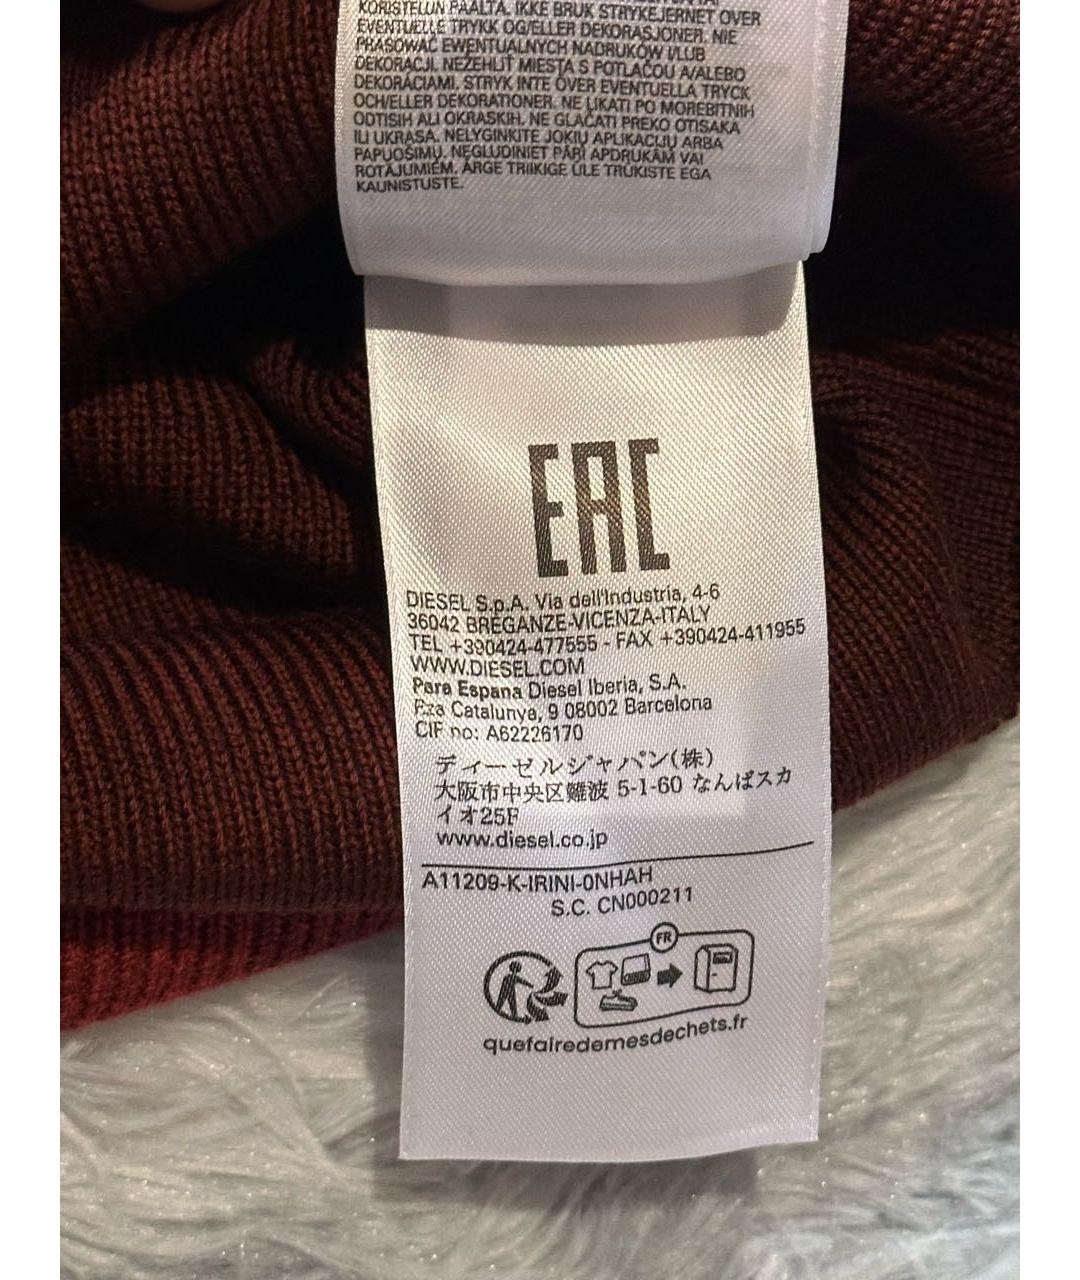 KORISTELUN PÄÄLTÄ. IKKE BRUK STRYKEJERNET OVER
EVENTUELLE TRYKK OG/ELLER DEKORASJONER. NIE
PRASOWAĆ EWENTUALNYCH NADRUKÓW I/LUB
DEKORACJI. NEŽEHLIŤ MIESTA S POTLAČOU A/ALEBO
DEKORÁCIAMI. STRYK INTE ÖVER EVENTUELLA TRYCK
OCH/ELLER DEKORATIONER. NE LIKATI PO MOREBITNIH
ODTISIH ALI OKRASKIH. NE GLAČATI PREKO OTISAKA
ILI UKRASA. NELYGINKITE JOKIŲ APLIKACIJŲ ARBA
PAPUOŠIMŲ. NEGLUDINIET PĀRI APDRUKĀM VAI
ROTĀJUMIEM. ÄRGE TRIIKIGE ÜLE TRÜKISTE EGA
KAUNISTUSTE.
EAC
DIESEL S.p.A. Via dell'Industria, 4-6
36042 BREGANZE-VICENZA-ITALY
TEL +390424-477555 - FAX +390424-411955
WWW.DIESEL.COM
Para Espana Diesel Iberia, S.A.
Pza Catalunya, 9 08002 Barcelona
CIF no: A62226170
ディーゼルジャパン(株)
大阪市中央区難波 5-1-60 なんばスカ
イオ25F
www.diesel.co.jp
A11209-K-IRINI-0NHAH
S.C. CN000211
FR
quefairedemesdechets.fr